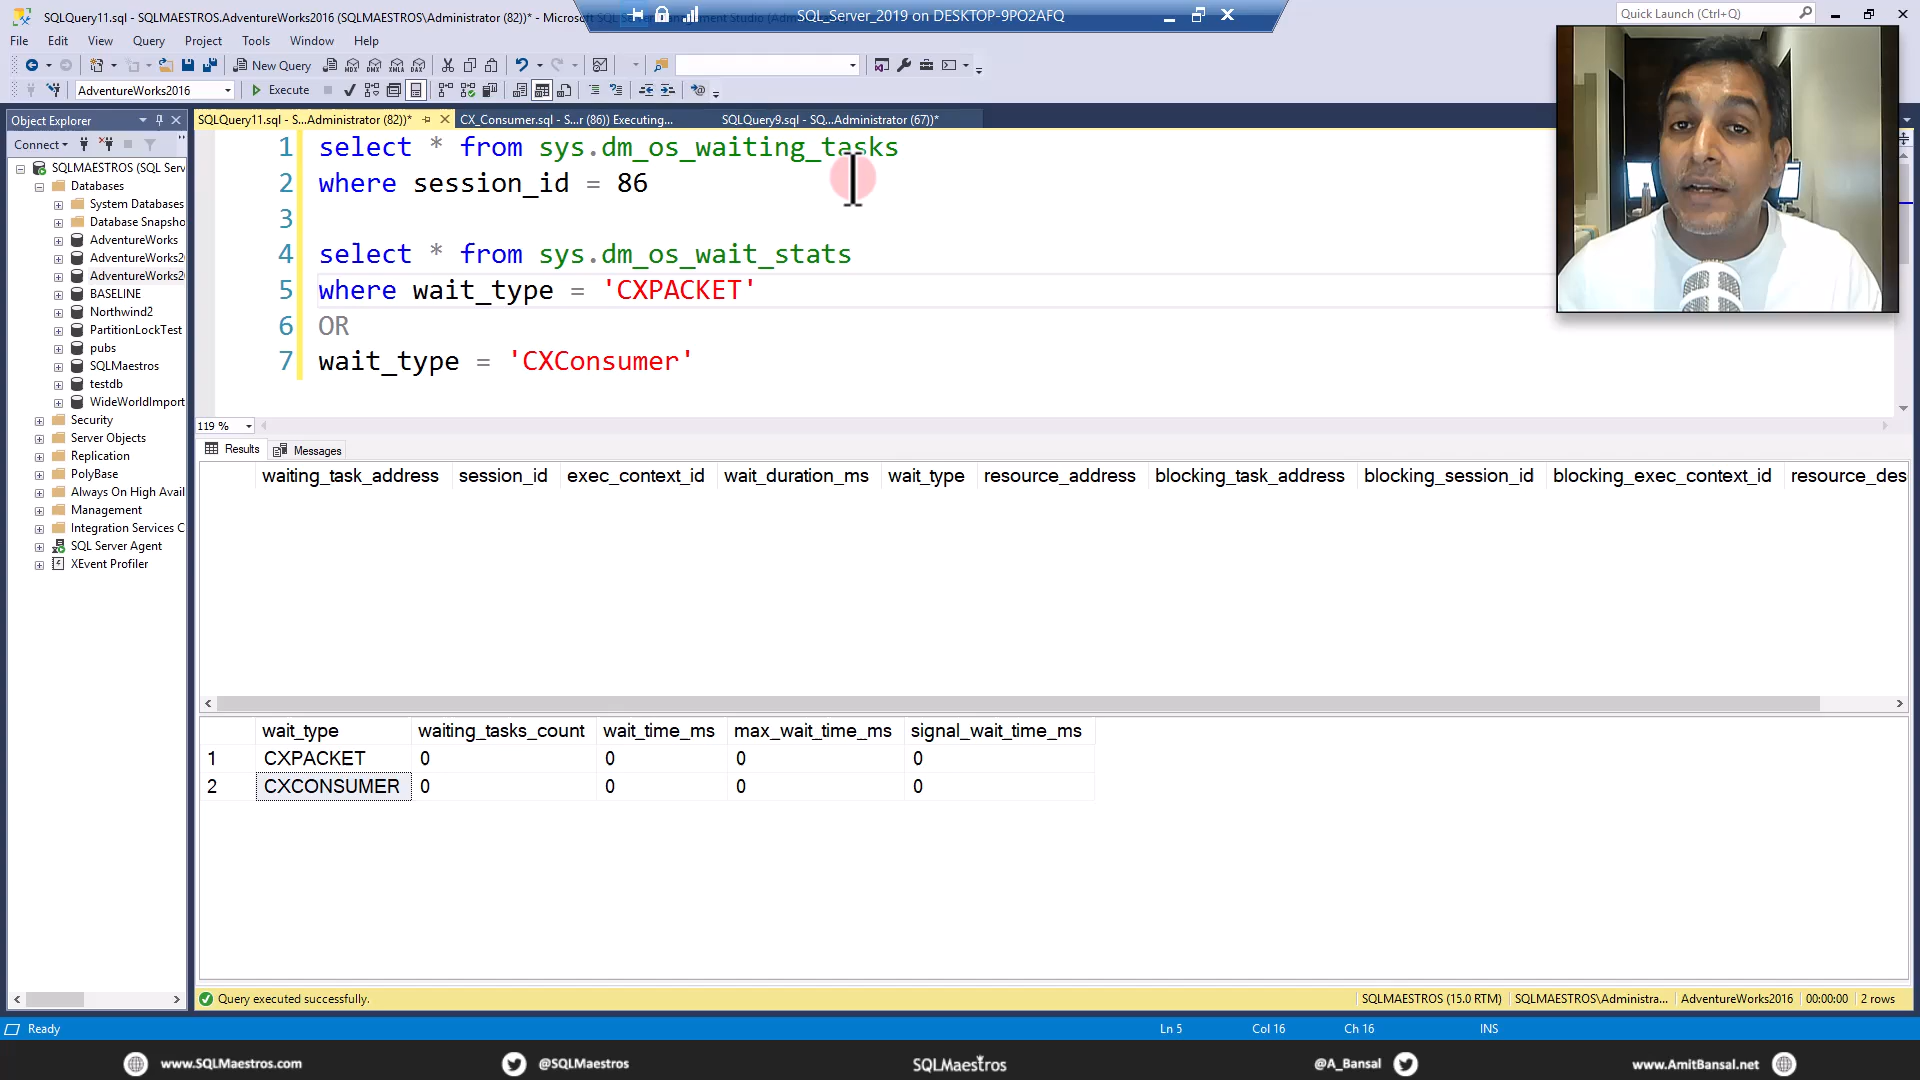 SQLQuery11.sql - SQLMAESTROS.AdventureWorks2016 (SQLMAESTROS\Administrator (82))* - Microsoft
SQL_Server_2019 on DESKTOP-9PO2AFQ
Quick Launch (Ctrl+Q)
File Edit View Query Project Tools Window Help
New Query
AdventureWorks2016
Execute
Object Explorer
SQLQuery11.sql - S...Administrator (82))*
CX_Consumer.sql - S...r (86)) Executing...
SQLQuery9.sql - SQ...Administrator (67))*
Connect
SQLMAESTROS (SQL Serv
Databases
System Databases
Database Snapsho
AdventureWorks
AdventureWorks2
AdventureWorks20
BASELINE
Northwind2
PartitionLockTest
pubs
SQLMaestros
testdb
WideWorldImport
Security
Server Objects
Replication
PolyBase
Always On High Avail
Management
Integration Services C
SQL Server Agent
XEvent Profiler
1 select * from sys.dm_os_waiting_tasks
2 where session_id = 86
3
4 select * from sys.dm_os_wait_stats
5 where wait_type = 'CXPACKET'
6 OR
7 wait_type = 'CXConsumer'
119 %
Results Messages
waiting_task_address session_id exec_context_id wait_duration_ms wait_type resource_address blocking_task_address blocking_session_id blocking_exec_context_id resource_des
wait_type waiting_tasks_count wait_time_ms max_wait_time_ms signal_wait_time_ms
1 CXPACKET 0 0 0 0
2 CXCONSUMER 0 0 0 0
Query executed successfully.
SQLMAESTROS (15.0 RTM) SQLMAESTROS\Administra... AdventureWorks2016 00:00:00 2 rows
Ready
Ln 5 Col 16 Ch 16 INS
www.SQLMaestros.com @SQLMaestros SQLMaestros @A_Bansal www.AmitBansal.net